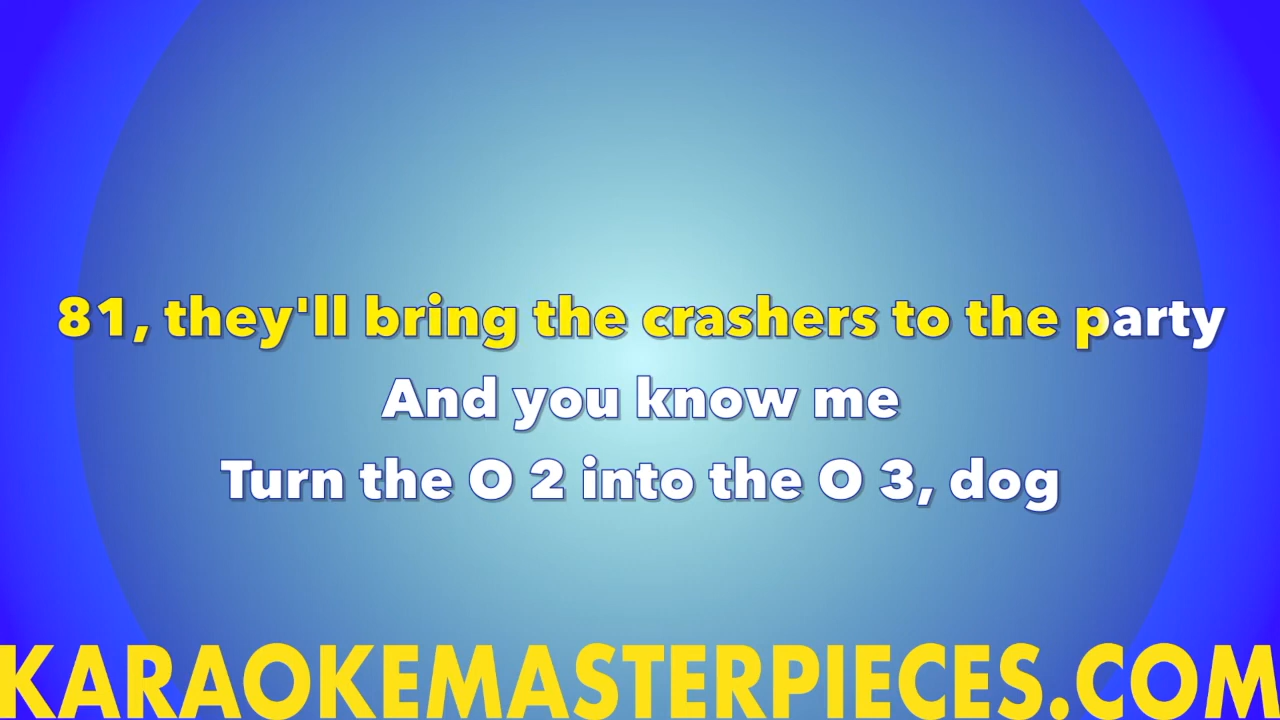 81, they'll bring the crashers to the party
And you know me
Turn the O 2 into the O 3, dog
KARAOKEMASTERPIECES.COM